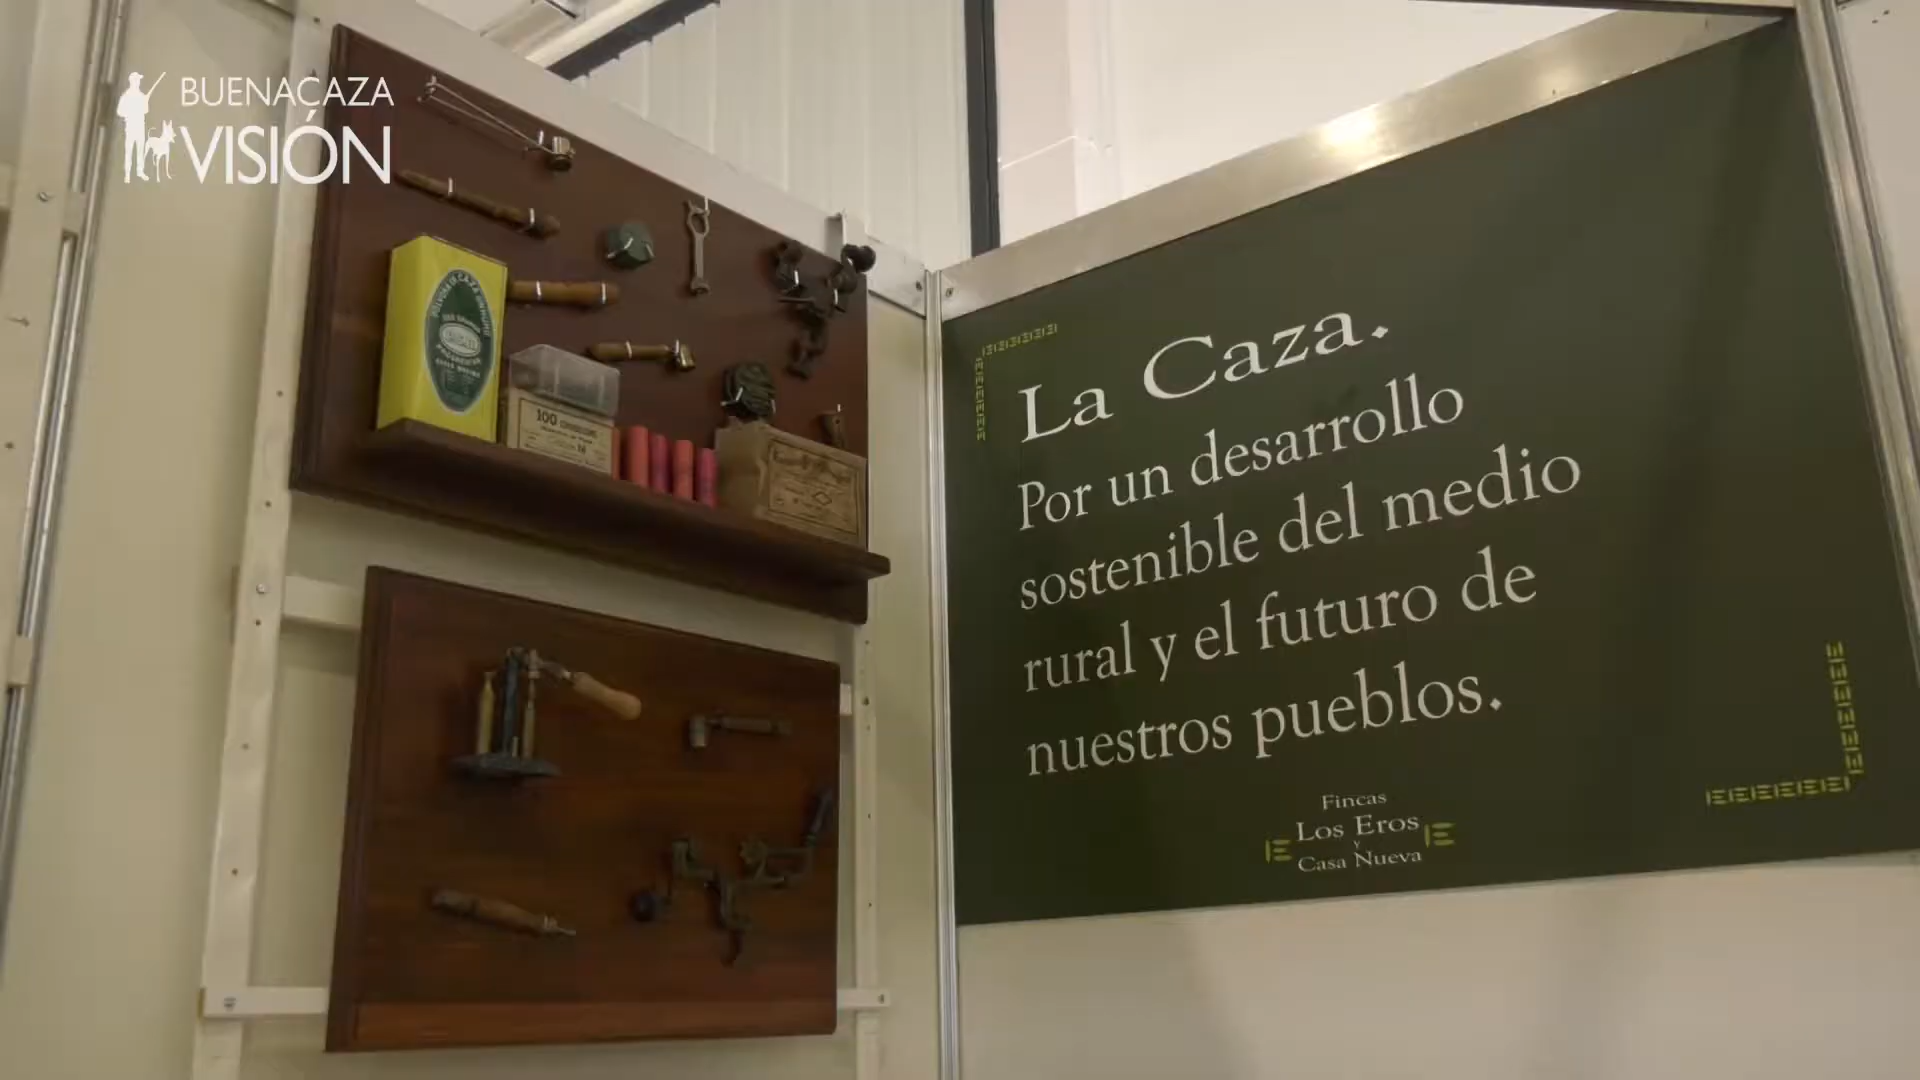 BUENACAZA
VISIÓN
100
La Caza.
Por un desarrollo
sostenible del medio
rural y el futuro de
nuestros pueblos.
Fincas
Los Eros
Y
Casa Nueva